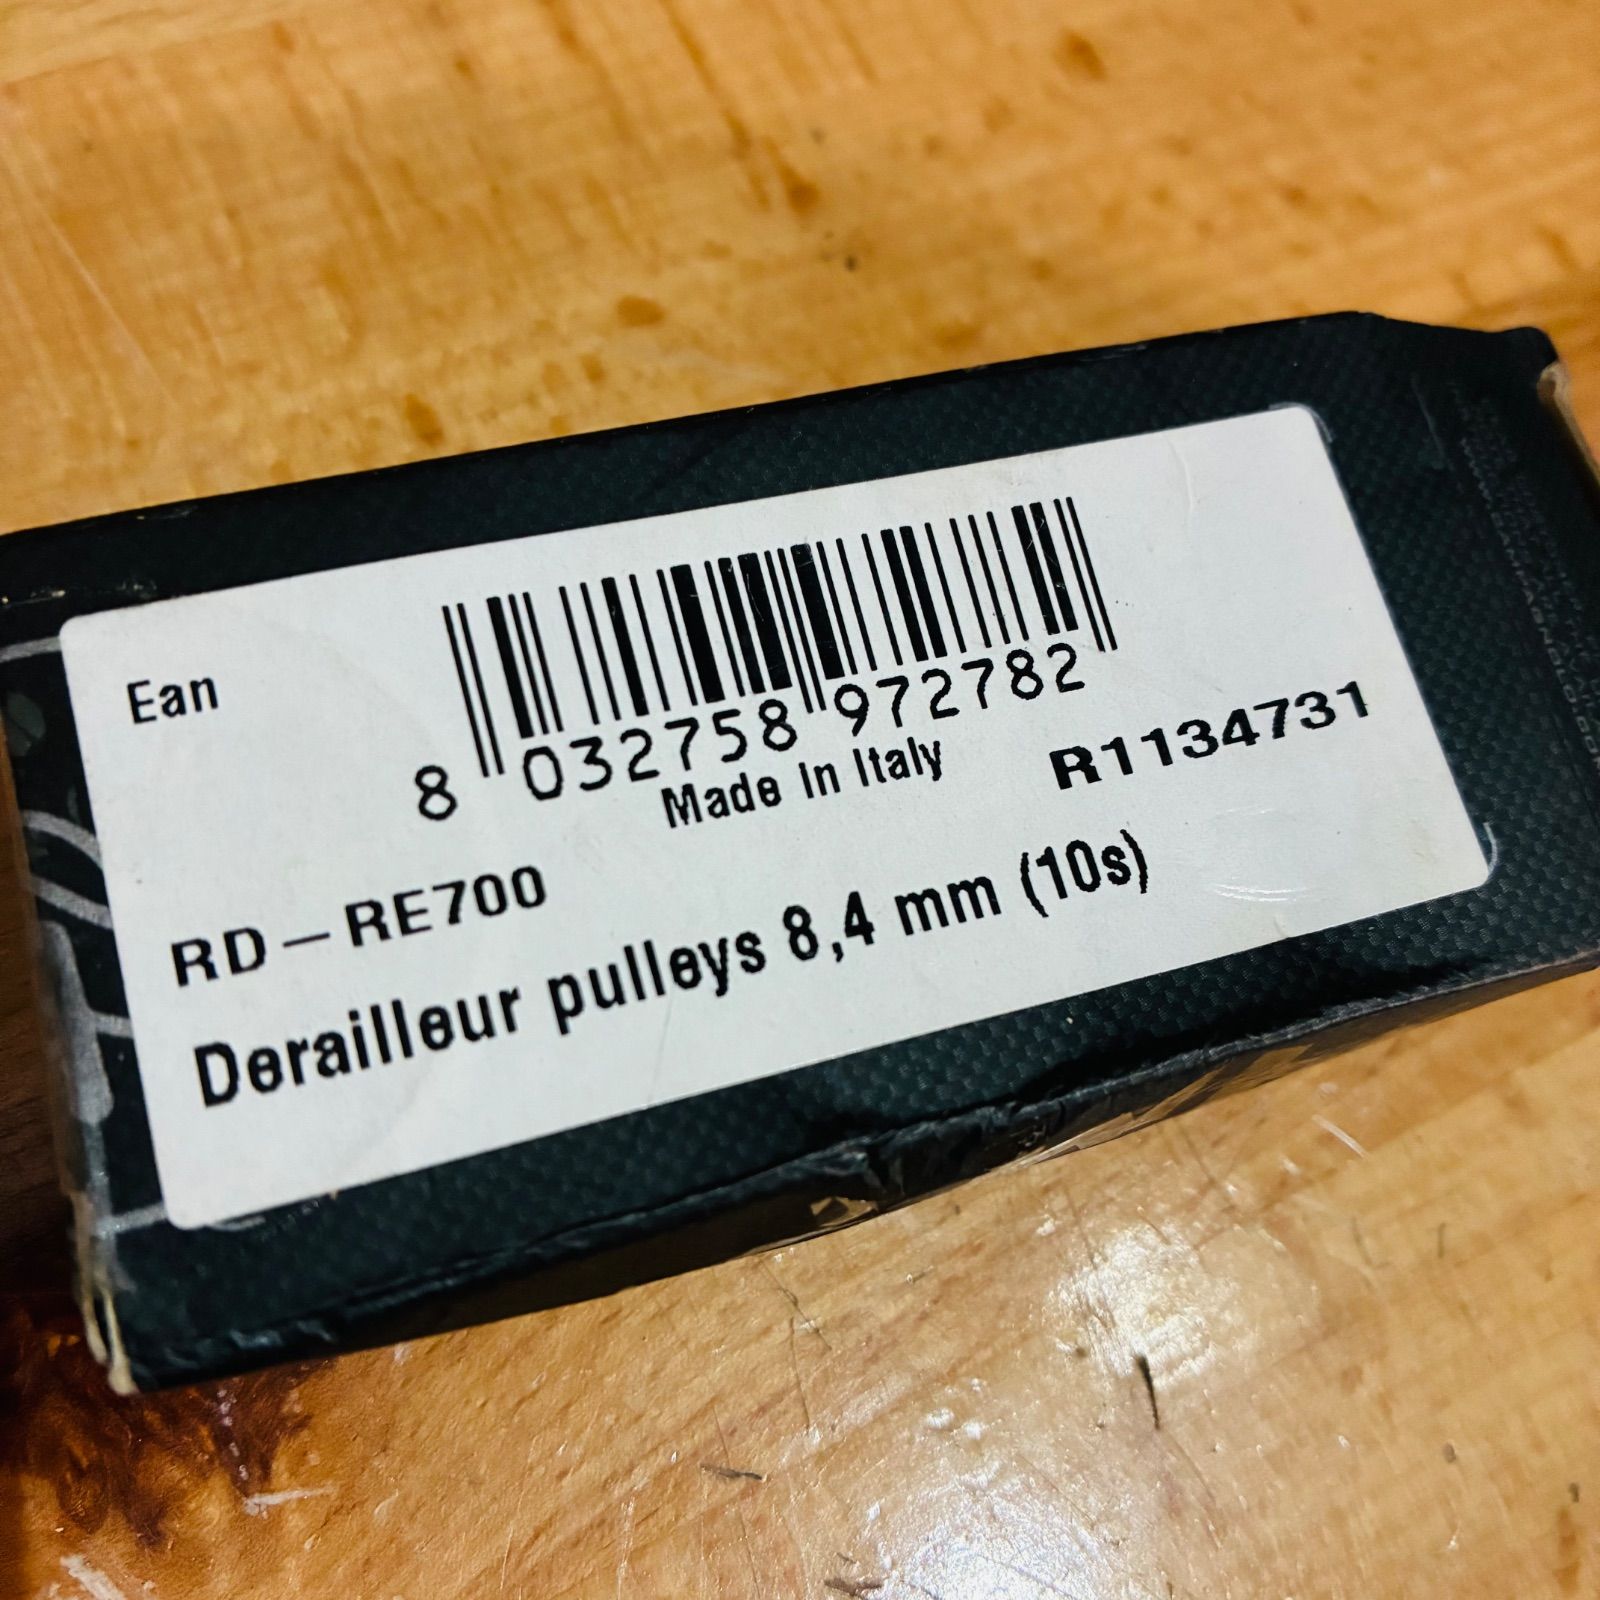 Ean
8 032758 972782
Made In Italy
R1134731
RD-RE700
Derailleur pulleys 8,4 mm (10s)